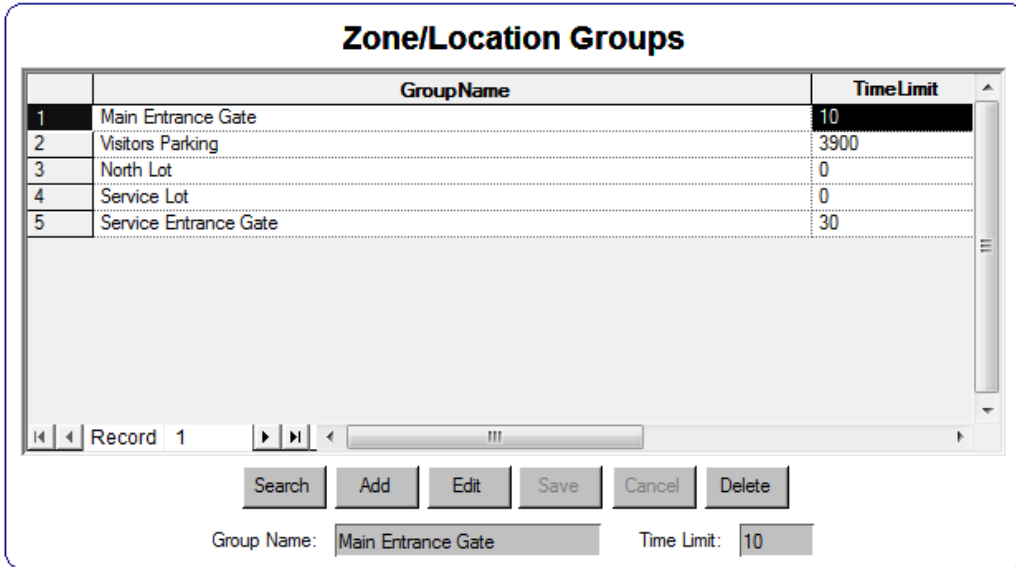 Zone/Location Groups
GroupName TimeLimit
1 Main Entrance Gate 10
2 Visitors Parking 3900
3 North Lot 0
4 Service Lot 0
5 Service Entrance Gate 30
Record 1
Search Add Edit Save Cancel Delete
Group Name: Main Entrance Gate Time Limit: 10